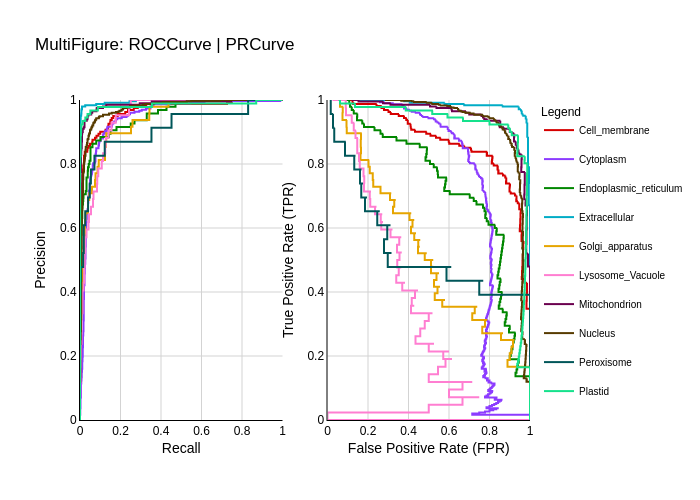 MultiFigure: ROCCurve | PRCurve
1
0.8
0.6
0.4
0.2
0
Precision
0 0.2 0.4 0.6 0.8 1
Recall
1
0.8
0.6
0.4
0.2
0
True Positive Rate (TPR)
0 0.2 0.4 0.6 0.8 1
False Positive Rate (FPR)
Legend
Cell_membrane
Cytoplasm
Endoplasmic_reticulum
Extracellular
Golgi_apparatus
Lysosome_Vacuole
Mitochondrion
Nucleus
Peroxisome
Plastid